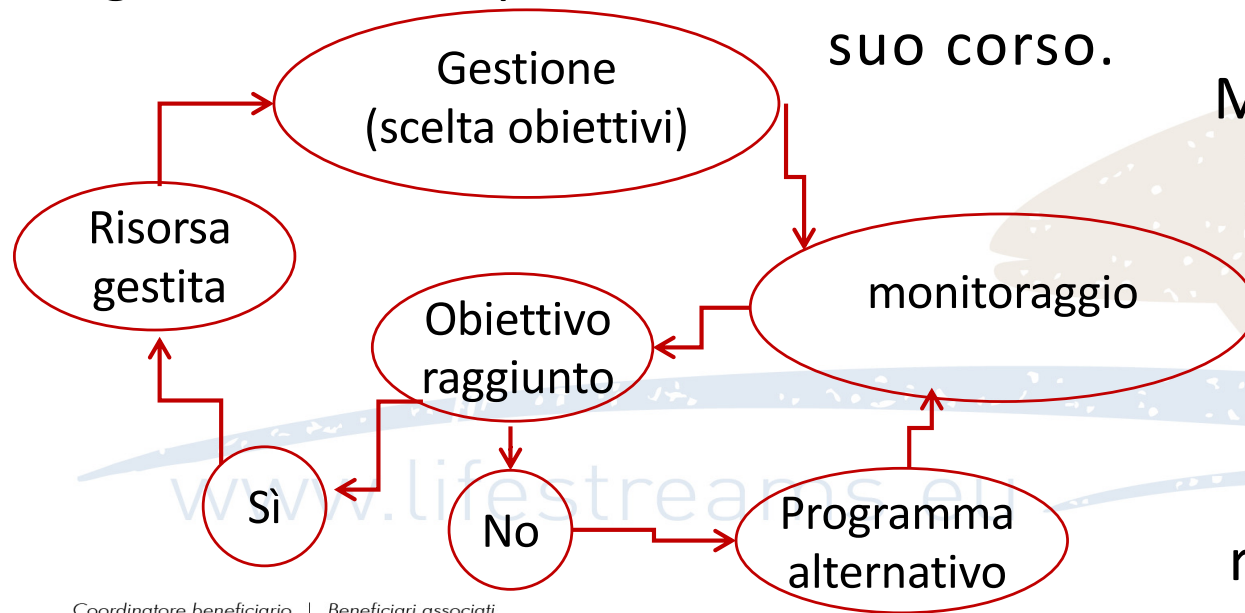 suo corso.
Gestione
(scelta obiettivi)
Risorsa
gestita
monitoraggio
Obiettivo
raggiunto
www.lifestreams.eu
Sì
No
Programma
alternativo
Coordinatore beneficiario | Beneficiari associati